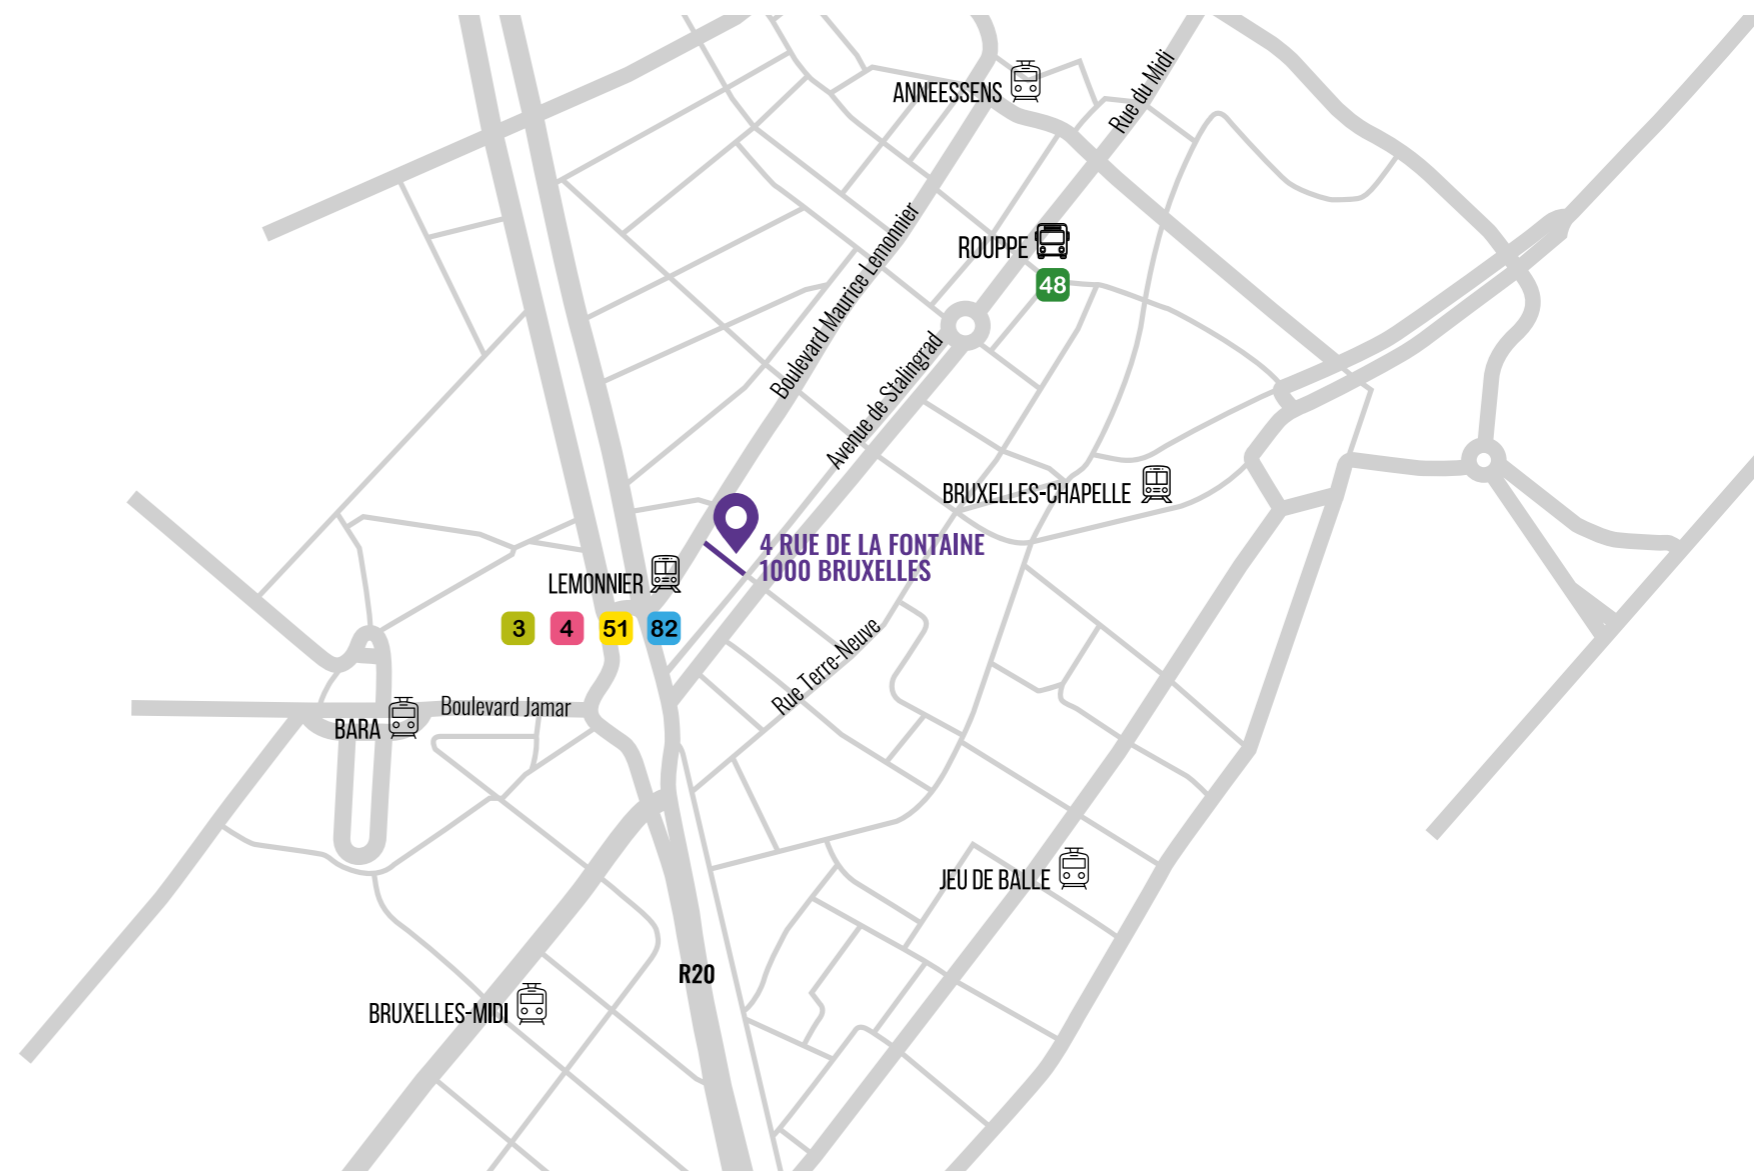 ANNEESSENS
Rue du Midi
ROUPPE
48
Boulevard Maurice Lemonnier
Avenue de Stalingrad
BRUXELLES-CHAPELLE
4 RUE DE LA FONTAINE
1000 BRUXELLES
LEMONNIER
3 4 51 82
Rue Terre-Neuve
Boulevard Jamar
BARA
JEU DE BALLE
R20
BRUXELLES-MIDI